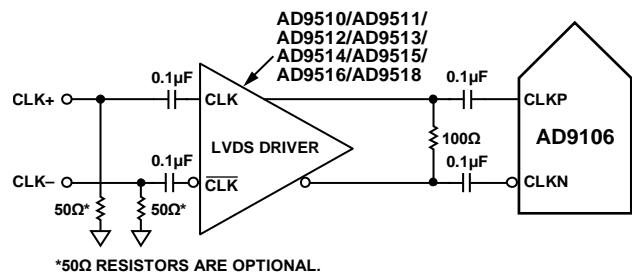 AD9510/AD9511/
AD9512/AD9513/
AD9514/AD9515/
AD9516/AD9518
0.1µF
0.1µF
CLK+
CLK
CLKP
LVDS DRIVER
100Ω
AD9106
0.1µF
0.1µF
CLK–
CLK
CLKN
50Ω*
50Ω*
*50Ω RESISTORS ARE OPTIONAL.